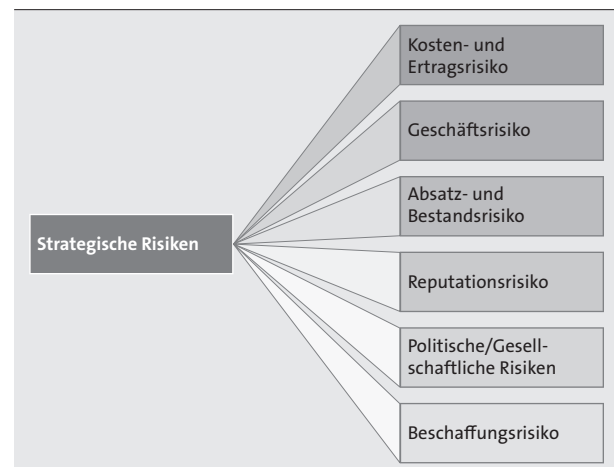 Kosten- und
Ertragsrisiko
Geschäftsrisiko
Absatz- und
Bestandsrisiko
Strategische Risiken
Reputationsrisiko
Politische/Gesell-
schaftliche Risiken
Beschaffungsrisiko